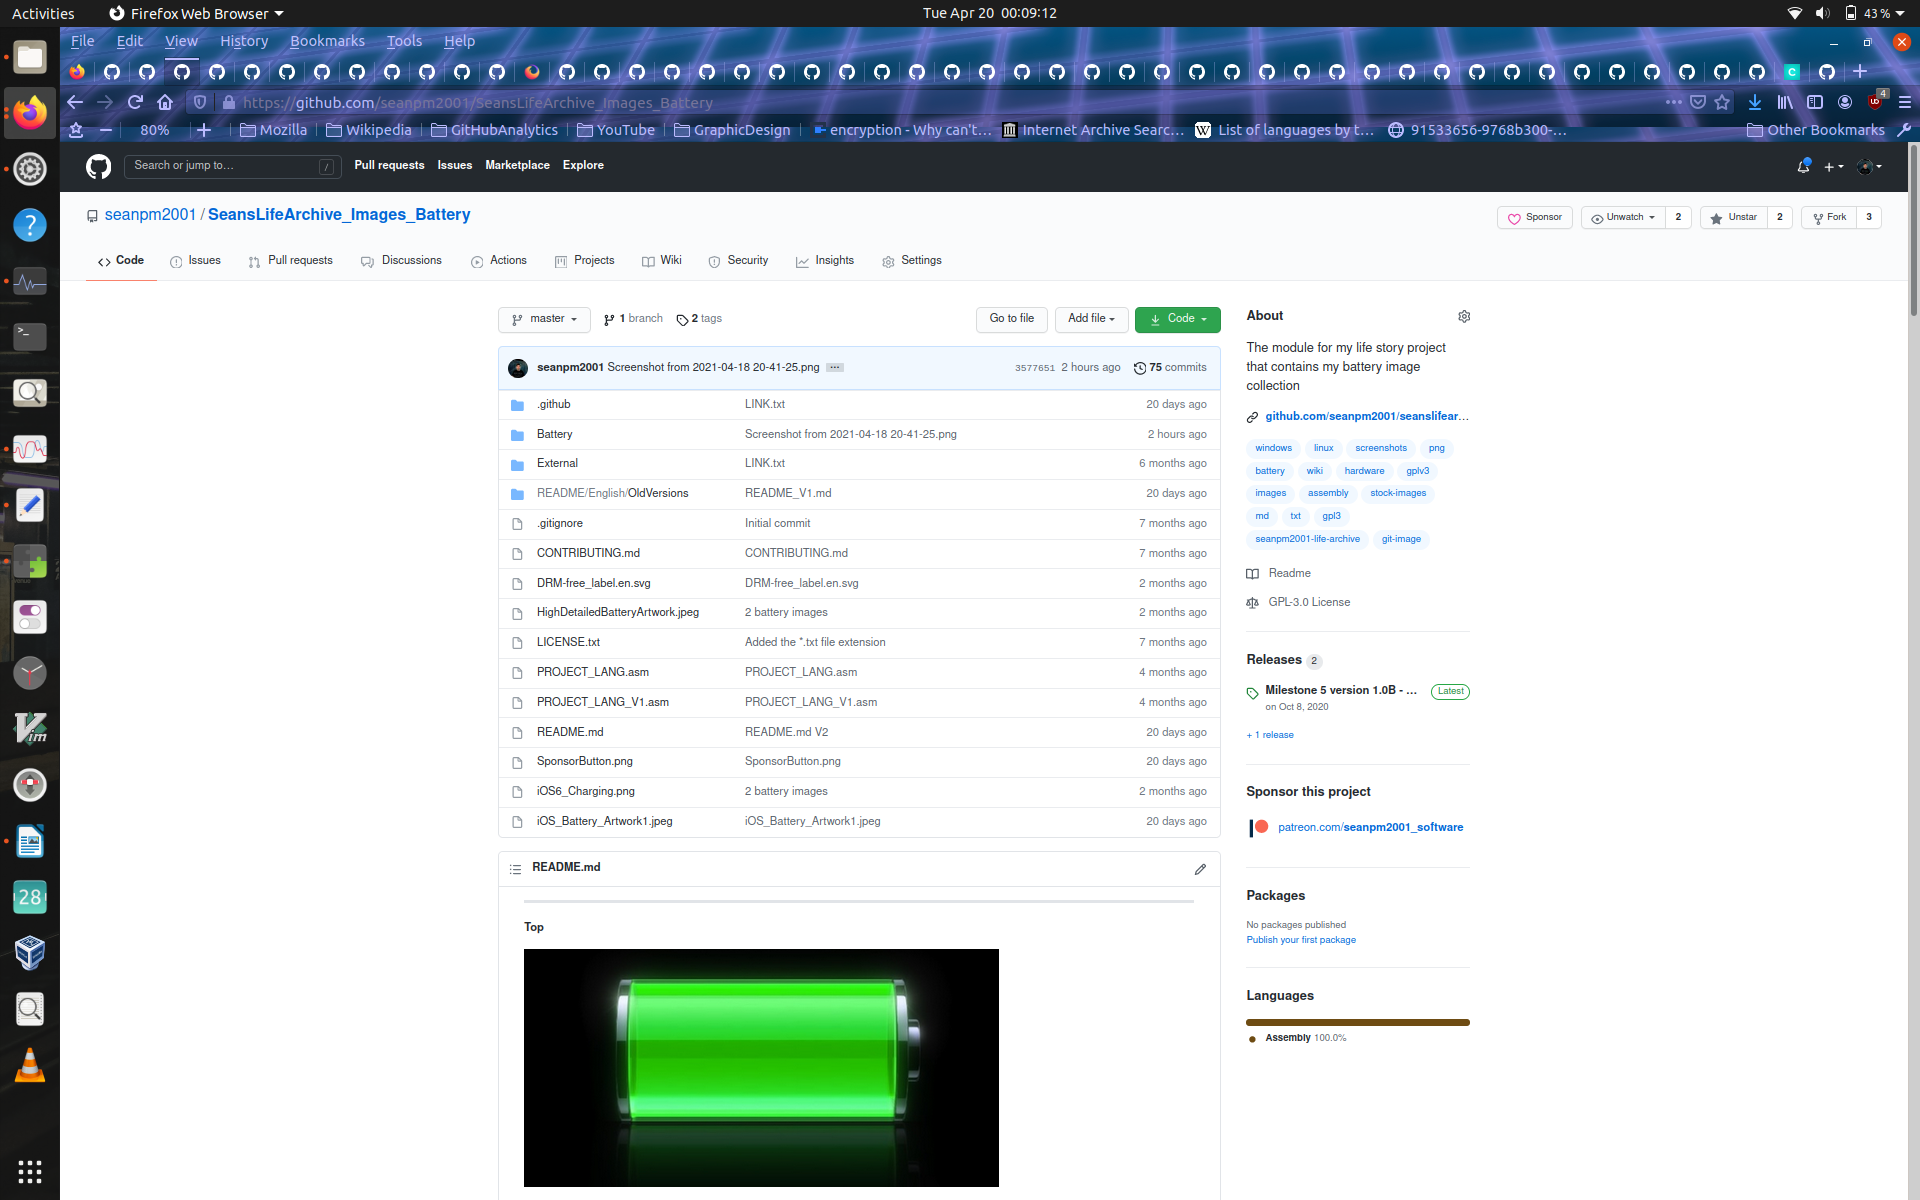 Activities
Firefox Web Browser
Tue Apr 20  00:09:12
43 %
File Edit View History Bookmarks Tools Help
https://github.com/seanpm2001/SeansLifeArchive_Images_Battery
4
80%
Mozilla
Wikipedia
GitHubAnalytics
YouTube
GraphicDesign
encryption - Why can't…
Internet Archive Searc…
List of languages by t…
91533656-9768b300-…
Other Bookmarks
Search or jump to…
/
Pull requests Issues Marketplace Explore
seanpm2001 / SeansLifeArchive_Images_Battery
Sponsor
Unwatch 2
Unstar 2
Fork 3
Code
Issues
Pull requests
Discussions
Actions
Projects
Wiki
Security
Insights
Settings
master
1 branch
2 tags
Go to file
Add file
Code
seanpm2001 Screenshot from 2021-04-18 20-41-25.png
3577651 2 hours ago
75 commits
.github LINK.txt 20 days ago
Battery Screenshot from 2021-04-18 20-41-25.png 2 hours ago
External LINK.txt 6 months ago
README/English/OldVersions README_V1.md 20 days ago
.gitignore Initial commit 7 months ago
CONTRIBUTING.md CONTRIBUTING.md 7 months ago
DRM-free_label.en.svg DRM-free_label.en.svg 2 months ago
HighDetailedBatteryArtwork.jpeg 2 battery images 2 months ago
LICENSE.txt Added the *.txt file extension 7 months ago
PROJECT_LANG.asm PROJECT_LANG.asm 4 months ago
PROJECT_LANG_V1.asm PROJECT_LANG_V1.asm 4 months ago
README.md README.md V2 20 days ago
SponsorButton.png SponsorButton.png 20 days ago
iOS6_Charging.png 2 battery images 2 months ago
iOS_Battery_Artwork1.jpeg iOS_Battery_Artwork1.jpeg 20 days ago
README.md
Top
About
The module for my life story project
that contains my battery image
collection
github.com/seanpm2001/seanslifear…
windows linux screenshots png
battery wiki hardware gplv3
images assembly stock-images
md txt gpl3
seanpm2001-life-archive git-image
Readme
GPL-3.0 License
Releases 2
Milestone 5 version 1.0B - … Latest
on Oct 8, 2020
+ 1 release
Sponsor this project
patreon.com/seanpm2001_software
Packages
No packages published
Publish your first package
Languages
Assembly 100.0%
28